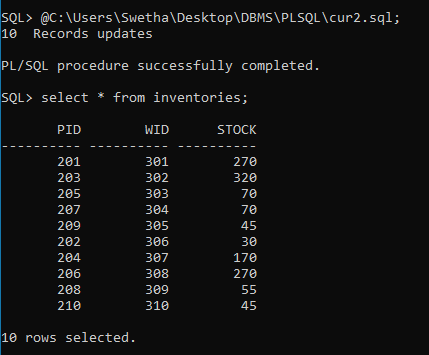 SQL> @C:\Users\Swetha\Desktop\DBMS\PLSQL\cur2.sql;
10  Records updates
PL/SQL procedure successfully completed.
SQL> select * from inventories;
       PID        WID      STOCK
---------- ---------- ----------
       201        301        270
       203        302        320
       205        303         70
       207        304         70
       209        305         45
       202        306         30
       204        307        170
       206        308        270
       208        309         55
       210        310         45
10 rows selected.